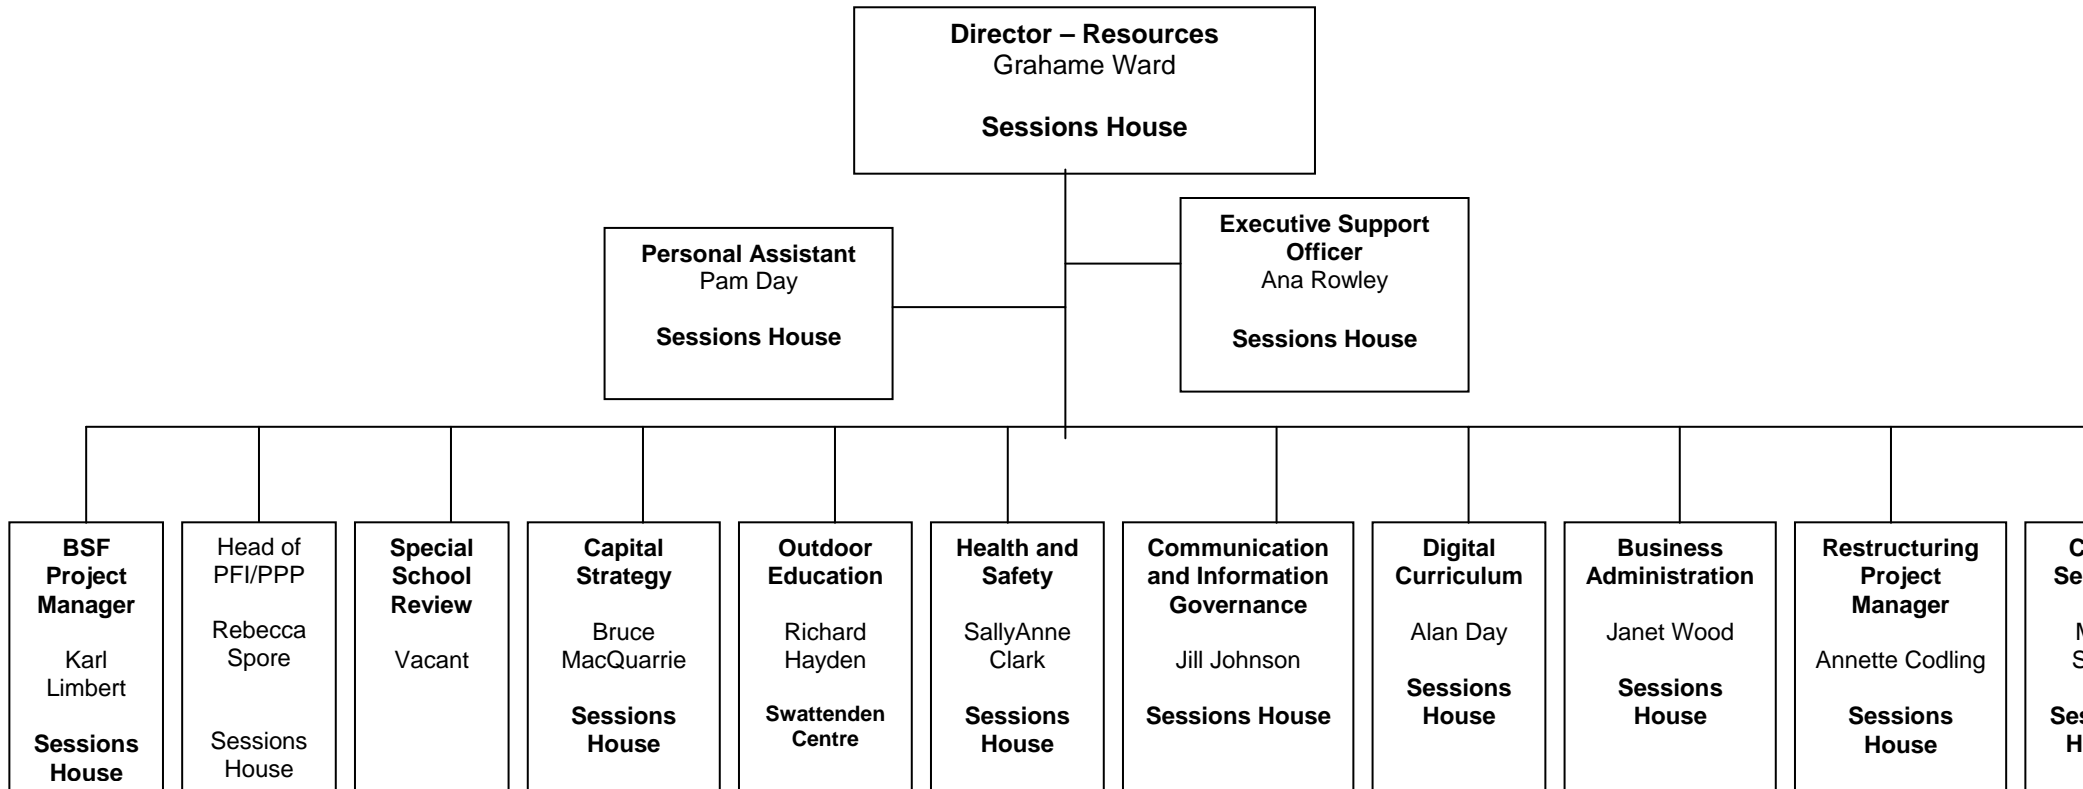 Director – Resources
Grahame Ward
Sessions House
Personal Assistant
Pam Day
Sessions House
Executive Support
Officer
Ana Rowley
Sessions House
BSF
Project
Manager
Karl
Limbert
Sessions
House
Head of
PFI/PPP
Rebecca
Spore
Sessions
House
Special
School
Review
Vacant
Capital
Strategy
Bruce
MacQuarrie
Sessions
House
Outdoor
Education
Richard
Hayden
Swattenden
Centre
Health and
Safety
SallyAnne
Clark
Sessions
House
Communication
and Information
Governance
Jill Johnson
Sessions House
Digital
Curriculum
Alan Day
Sessions
House
Business
Administration
Janet Wood
Sessions
House
Restructuring
Project
Manager
Annette Codling
Sessions
House